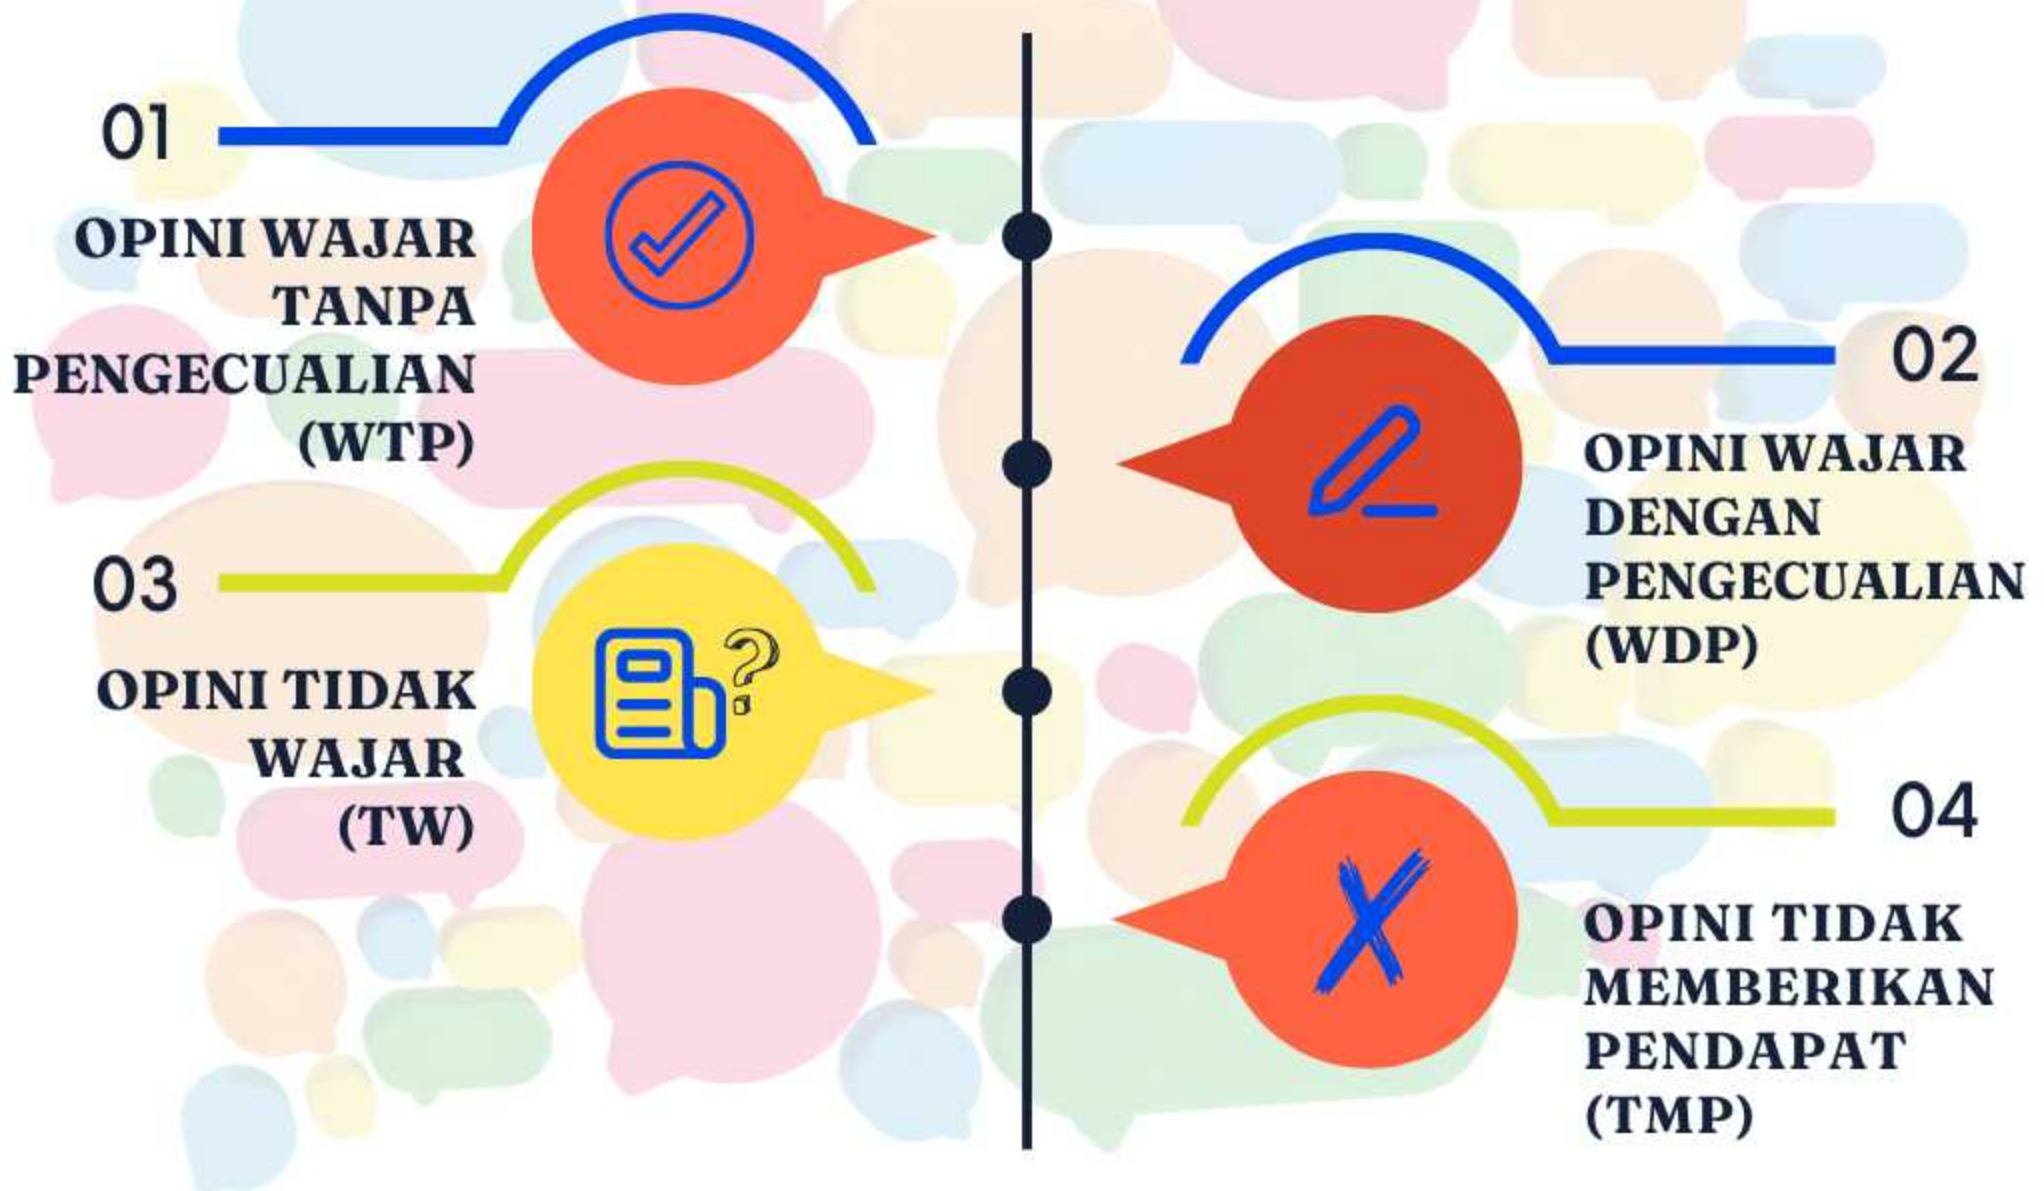 01
OPINI WAJAR
TANPA
PENGECUALIAN
(WTP)
02
OPINI WAJAR
DENGAN
PENGECUALIAN
(WDP)
03
OPINI TIDAK
WAJAR
(TW)
?
04
OPINI TIDAK
MEMBERIKAN
PENDAPAT
(TMP)